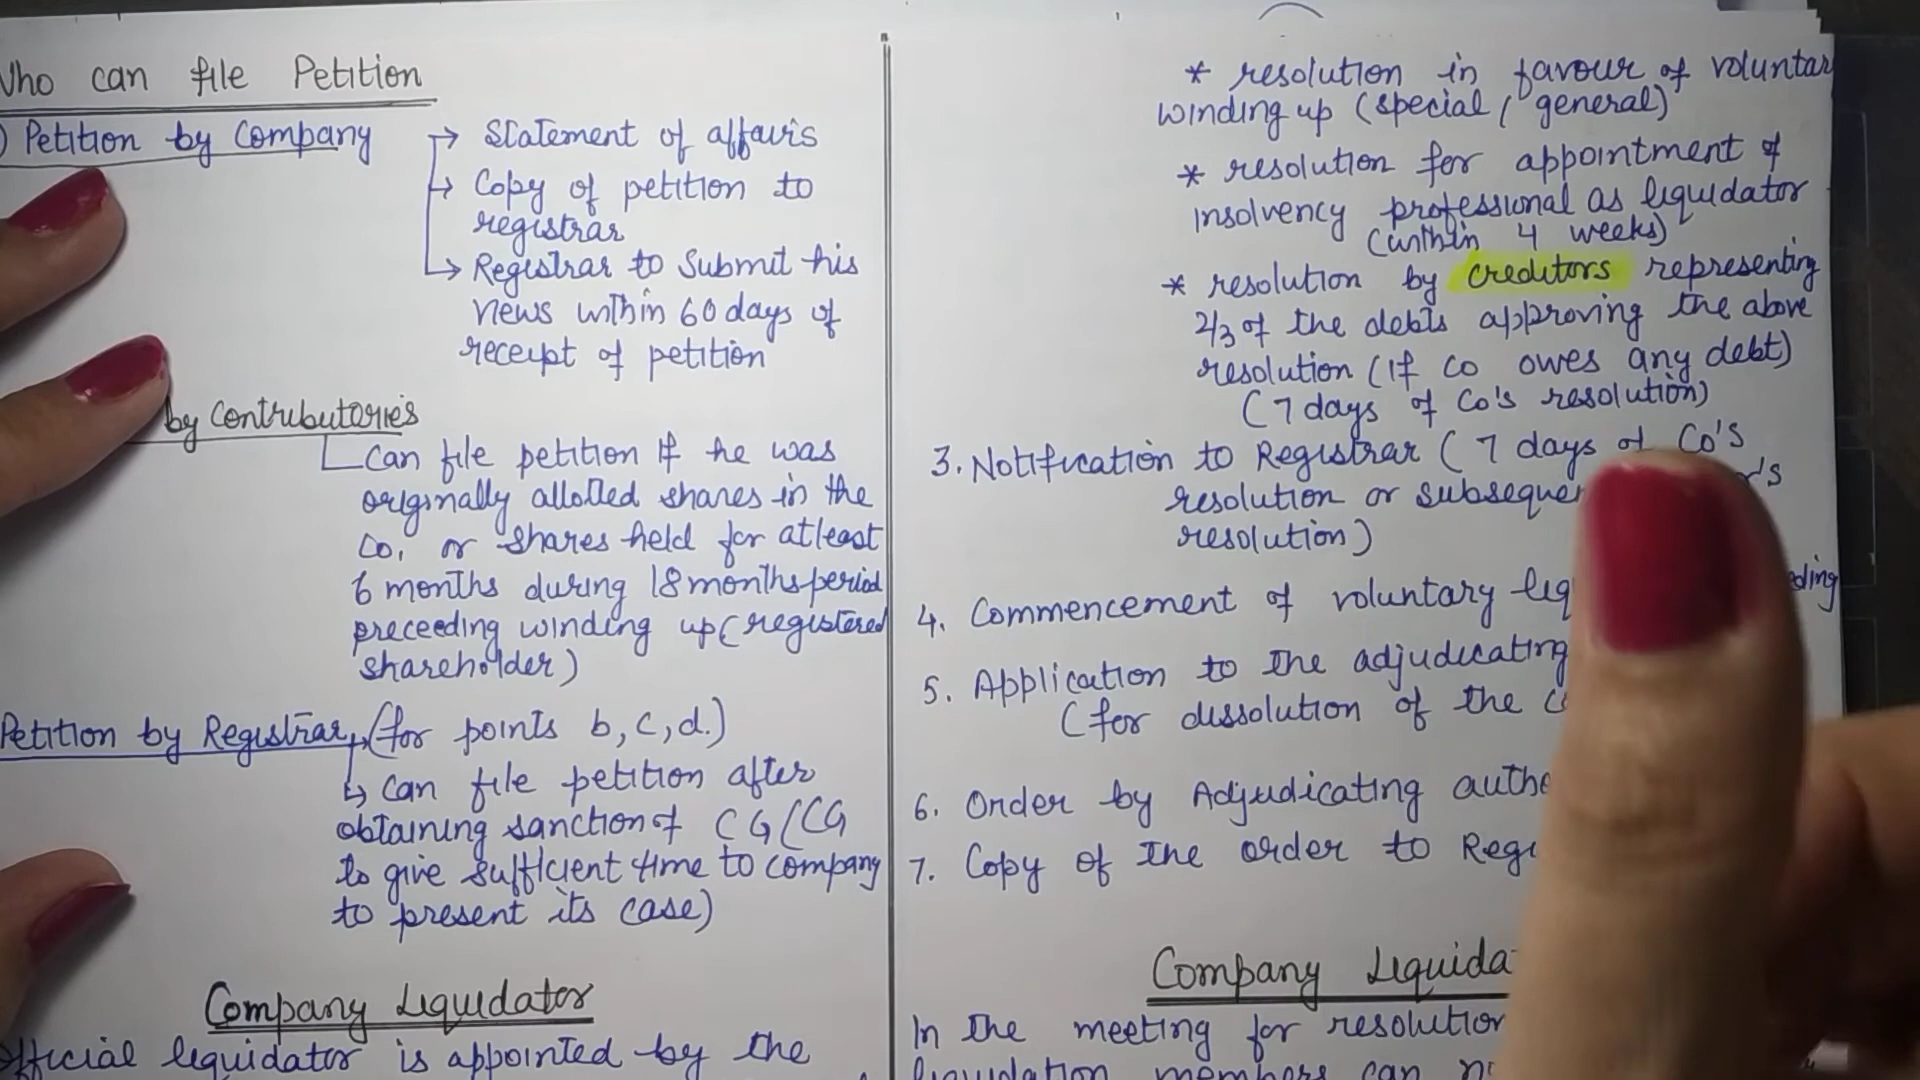 Who can file Petition
) Petition by Company
→ Statement of affairs
→ Copy of petition to
registrar
→ Registrar to Submit his
views within 60 days of
receipt of petition
by Contributories
Can file petition if he was
originally allotted shares in the
Co, or shares held for atleast
6 months during 18 months period
preceeding winding up (registered
shareholder)
Petition by Registrar, (for points b, c, d.)
↳ Can file petition after
obtaining sanction of CG (CG
to give sufficient time to company
to present its case)
Company Liquidator
Official liquidator is appointed by the
* resolution in favour of voluntar
winding up (special / general)
* resolution for appointment of
insolvency professional as liquidator
(within 4 weeks)
* resolution by creditors representing
2/3 of the debts approving the above
resolution (if co owes any debt)
(7 days of Co's resolution)
3. Notification to Registrar (7 days of Co's
resolution or subsequen
resolution)
4. Commencement of voluntary liq
5. Application to the adjudicating
(for dissolution of the
6. Order by Adjudicating autho
7. Copy of the order to Regi
Company Liquida
In the meeting for resolution
liquidation members can